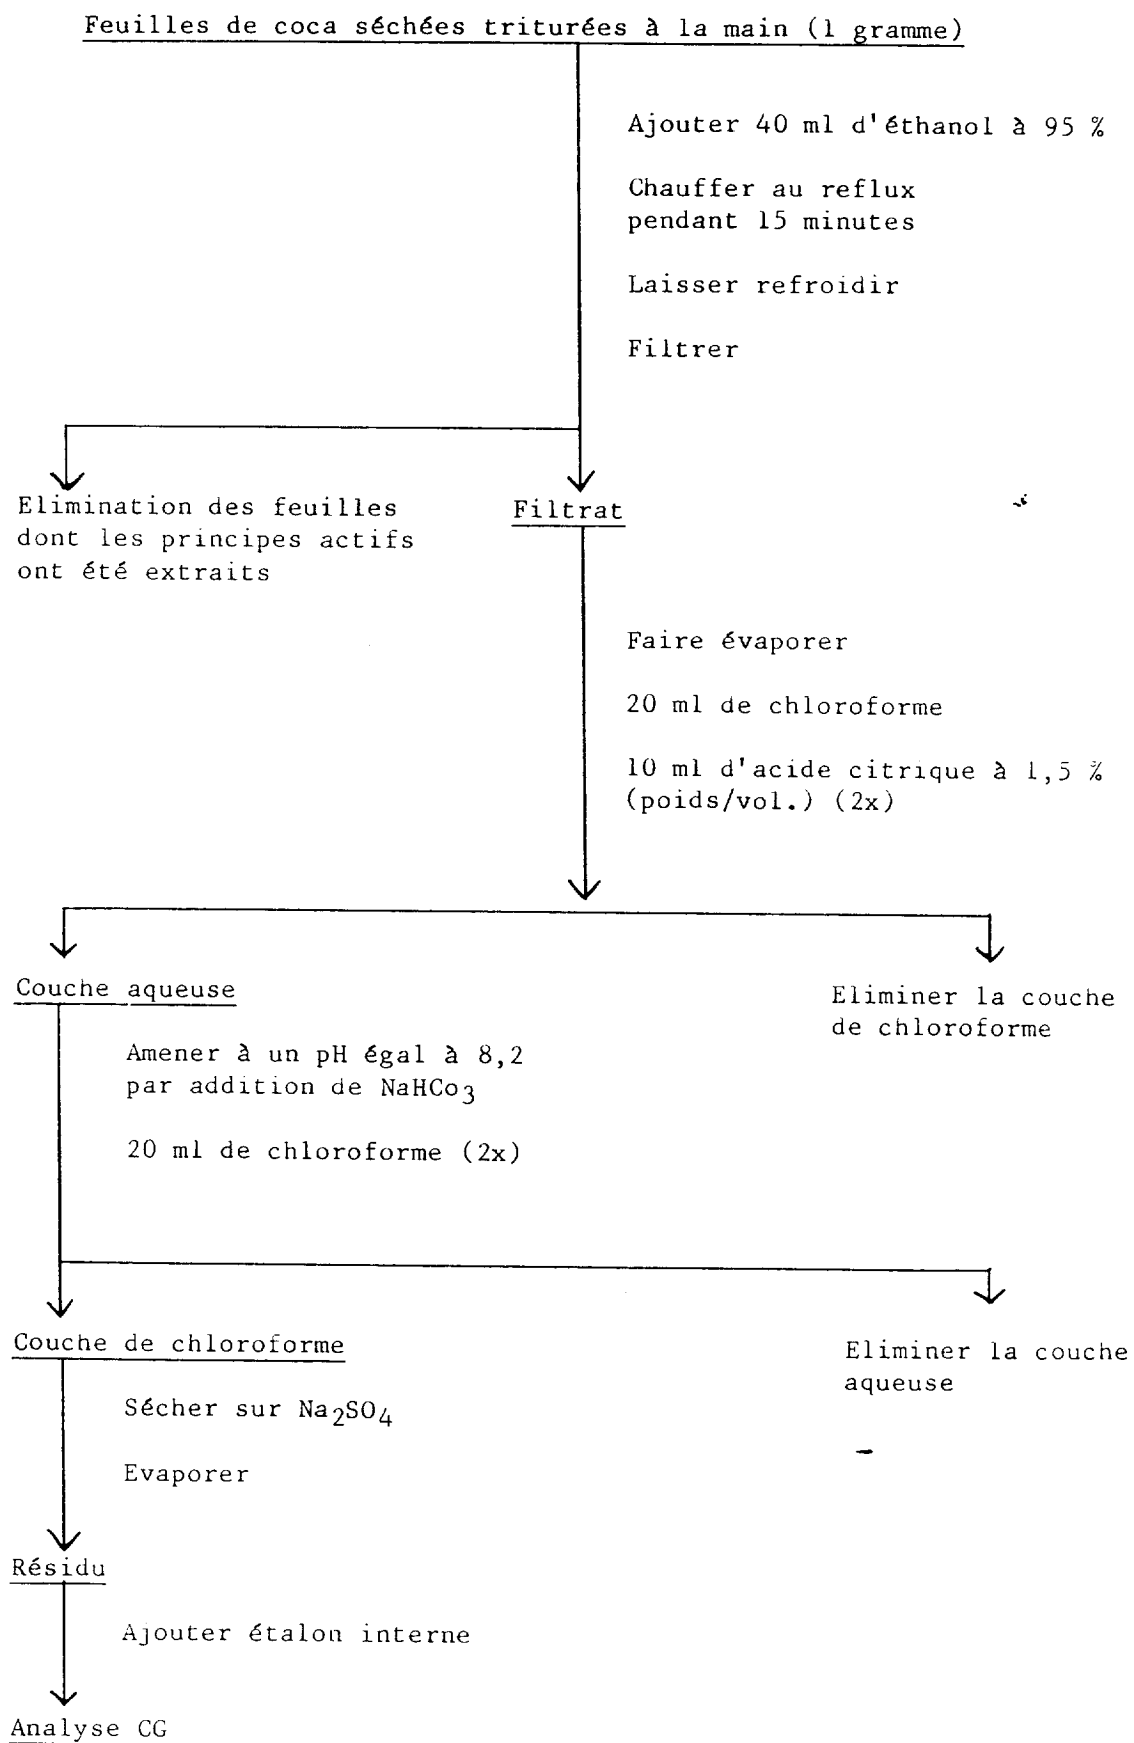 Feuilles de coca séchées triturées à la main (1 gramme)
Ajouter 40 ml d'éthanol à 95 %
Chauffer au reflux
pendant 15 minutes
Laisser refroidir
Filtrer
Elimination des feuilles
dont les principes actifs
ont été extraits
Filtrat
Faire évaporer
20 ml de chloroforme
10 ml d'acide citrique à 1,5 %
(poids/vol.) (2x)
Couche aqueuse
Eliminer la couche
de chloroforme
Amener à un pH égal à 8,2
par addition de NaHCo3
20 ml de chloroforme (2x)
Couche de chloroforme
Eliminer la couche
aqueuse
Sécher sur Na2SO4
Evaporer
Résidu
Ajouter étalon interne
Analyse CG